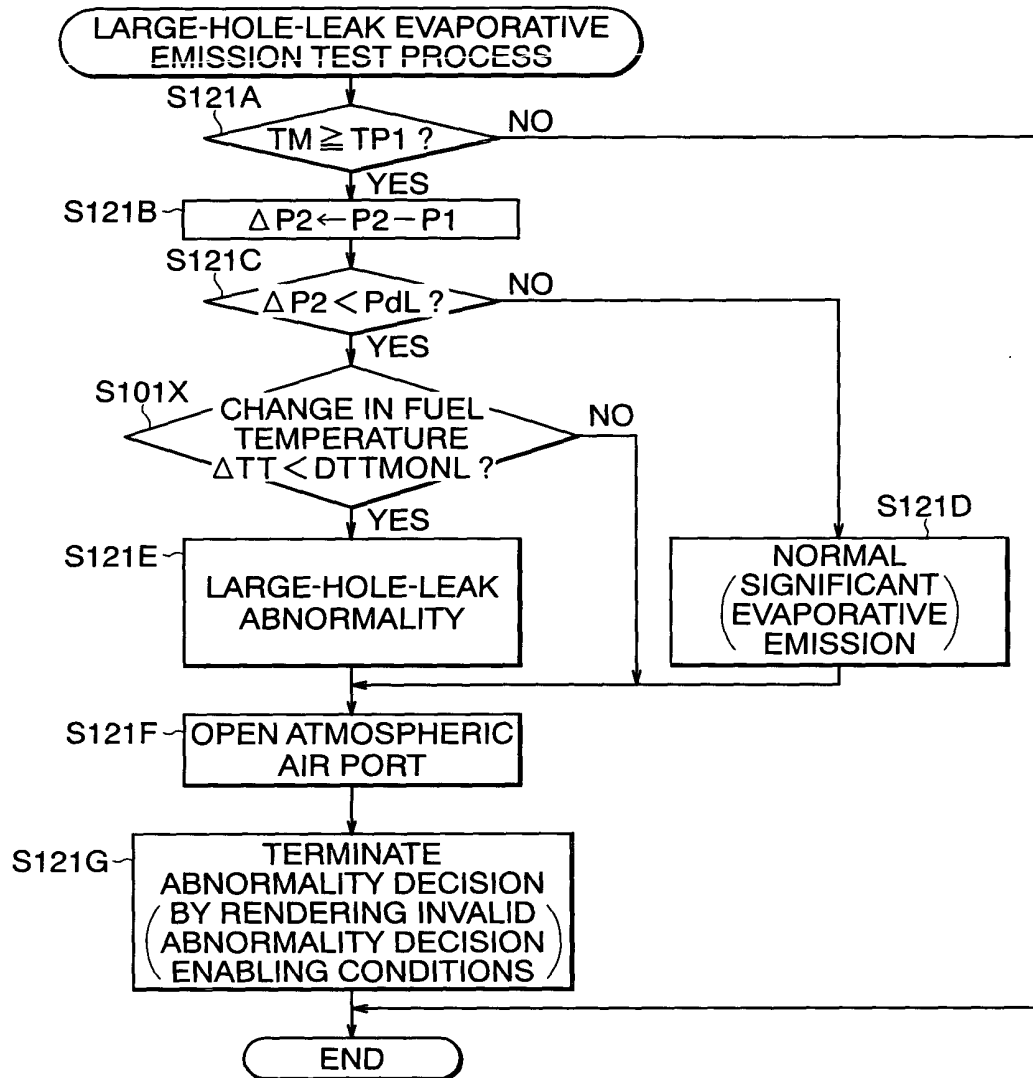 LARGE-HOLE-LEAK EVAPORATIVE
EMISSION TEST PROCESS
S121A
TM ≧ TP1 ?
NO
YES
S121B
ΔP2←P2−P1
S121C
ΔP2<PdL ?
NO
YES
S101X
CHANGE IN FUEL
TEMPERATURE
ΔTT<DTTMONL ?
NO
YES
S121E
LARGE-HOLE-LEAK
ABNORMALITY
S121D
NORMAL
(SIGNIFICANT
EVAPORATIVE
EMISSION)
S121F
OPEN ATMOSPHERIC
AIR PORT
S121G
TERMINATE
ABNORMALITY DECISION
(BY RENDERING INVALID
ABNORMALITY DECISION
ENABLING CONDITIONS)
END